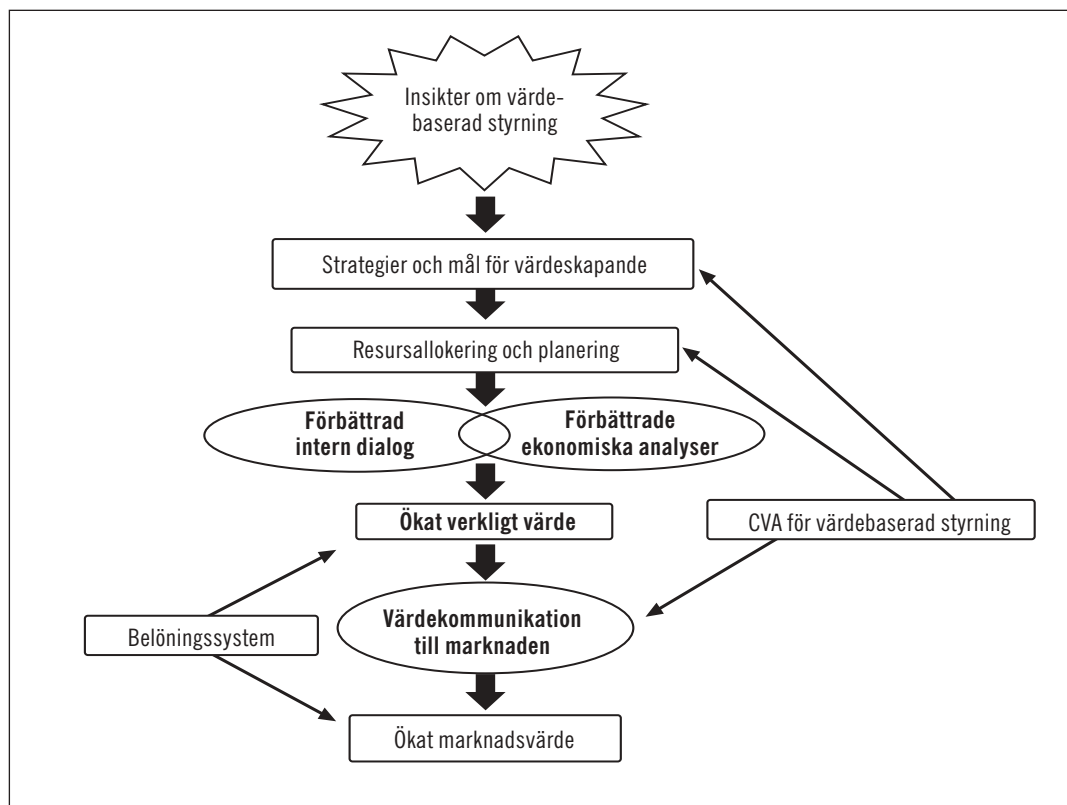 Insikter om värde-
baserad styrning
Strategier och mål för värdeskapande
Resursallokering och planering
Förbättrad
intern dialog
Förbättrade
ekonomiska analyser
Ökat verkligt värde
CVA för värdebaserad styrning
Värdekommunikation
till marknaden
Belöningssystem
Ökat marknadsvärde